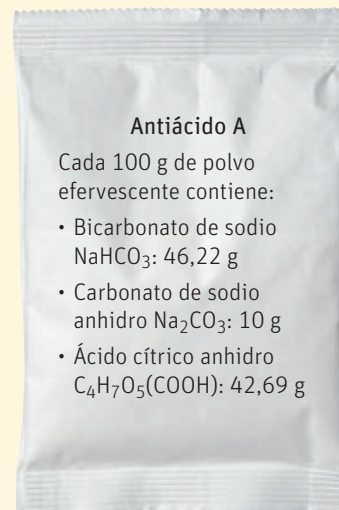 Antiácido A
Cada 100 g de polvo
efervescente contiene:
• Bicarbonato de sodio
NaHCO₃: 46,22 g
• Carbonato de sodio
anhidro Na₂CO₃: 10 g
• Ácido cítrico anhidro
C₄H₇O₅(COOH): 42,69 g